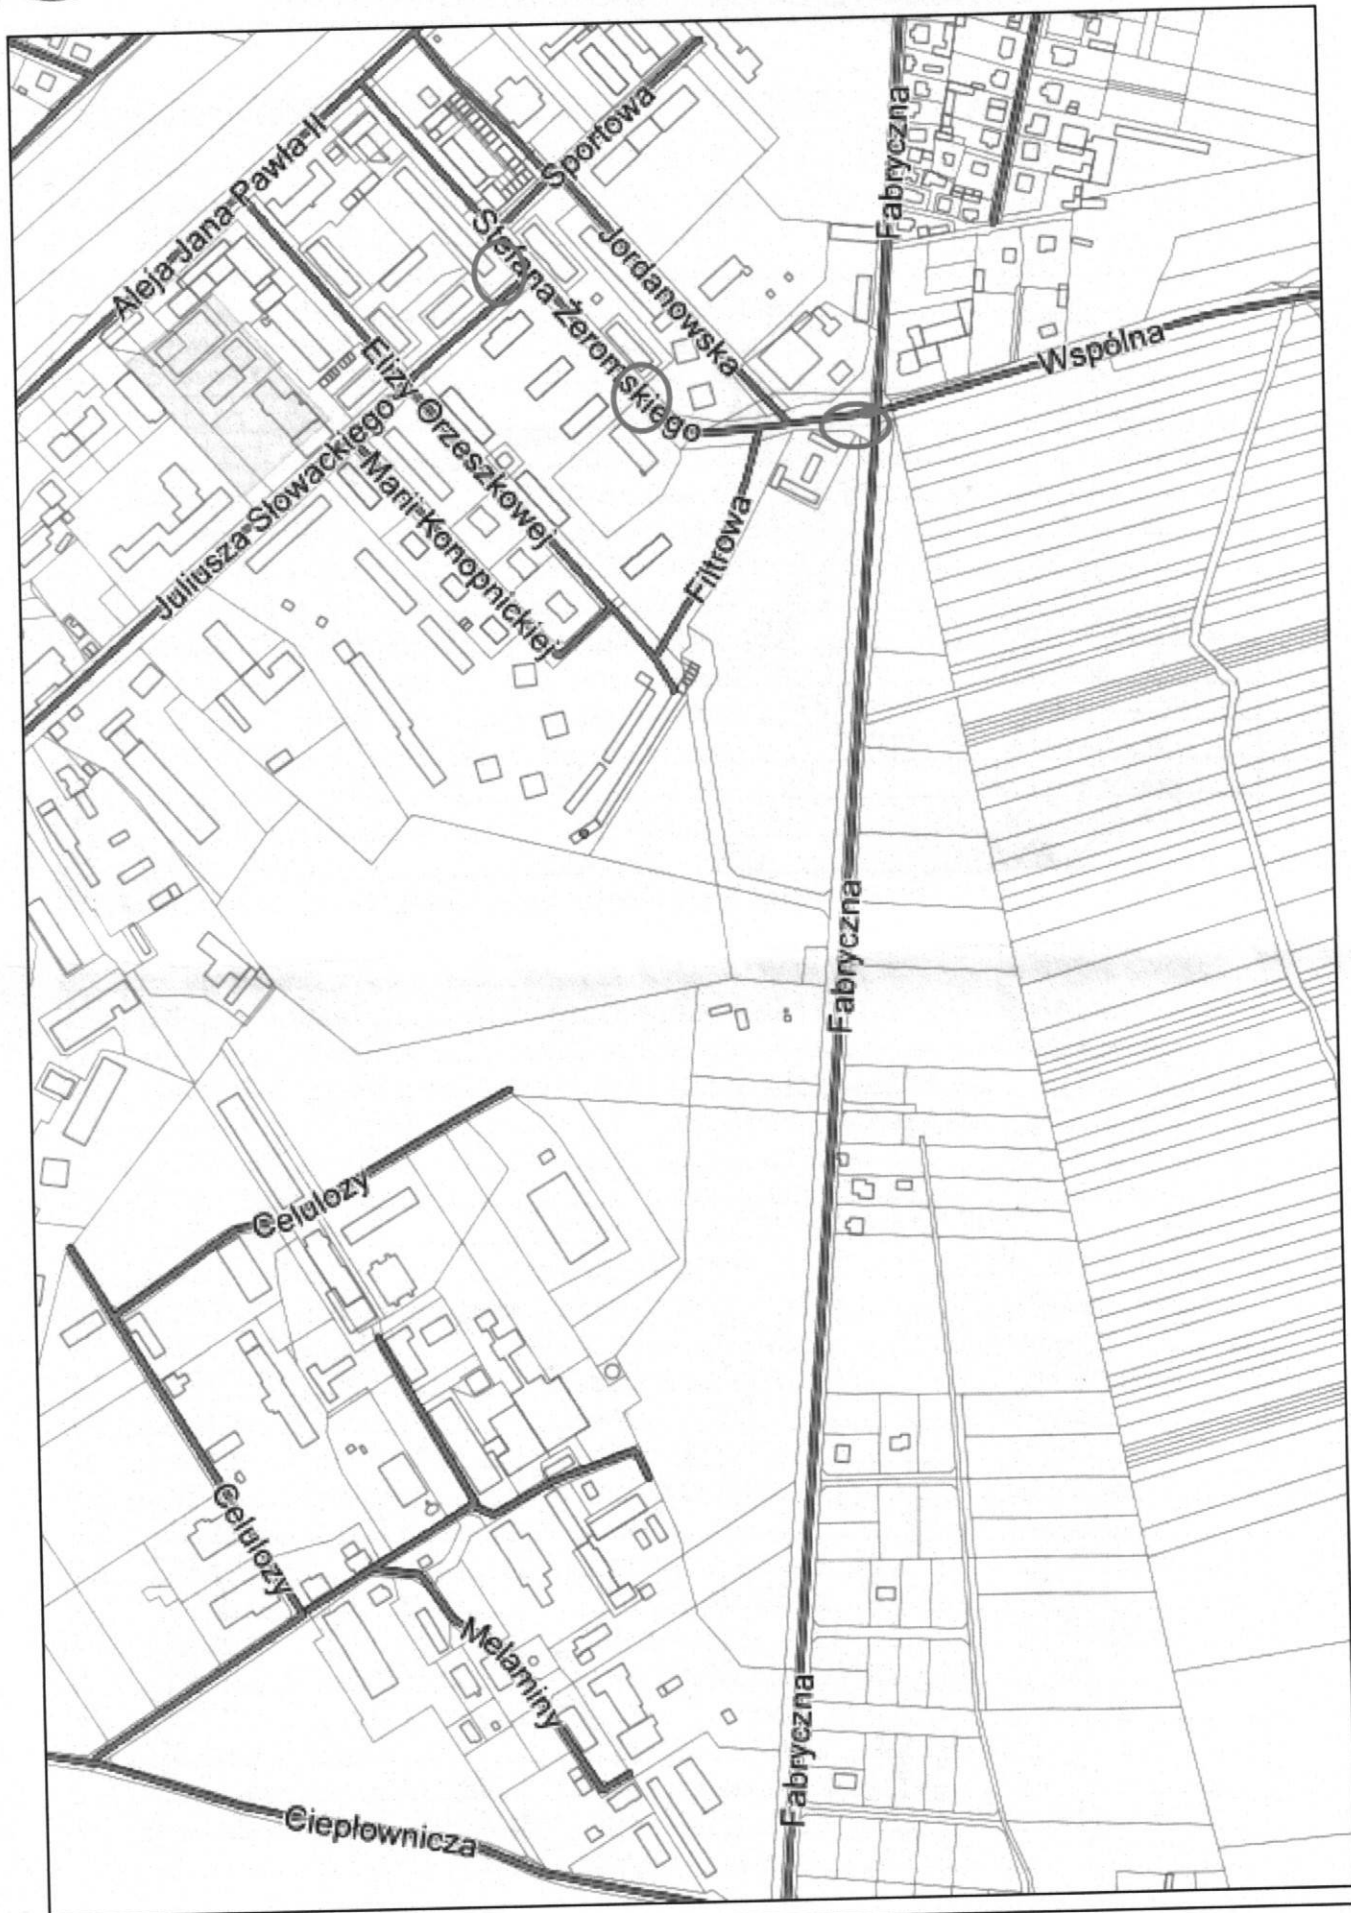 Aleja Jana Pawła II
Sportowa
Fabryczna
Stefana Żeromskiego
Jordanowska
Wspólna
Elizy Orzeszkowej
Juliusza Słowackiego
Marii Konopnickiej
Filtrowa
Fabryczna
Celulozy
Celulozy
Melaminy
Fabryczna
Ciepłownicza